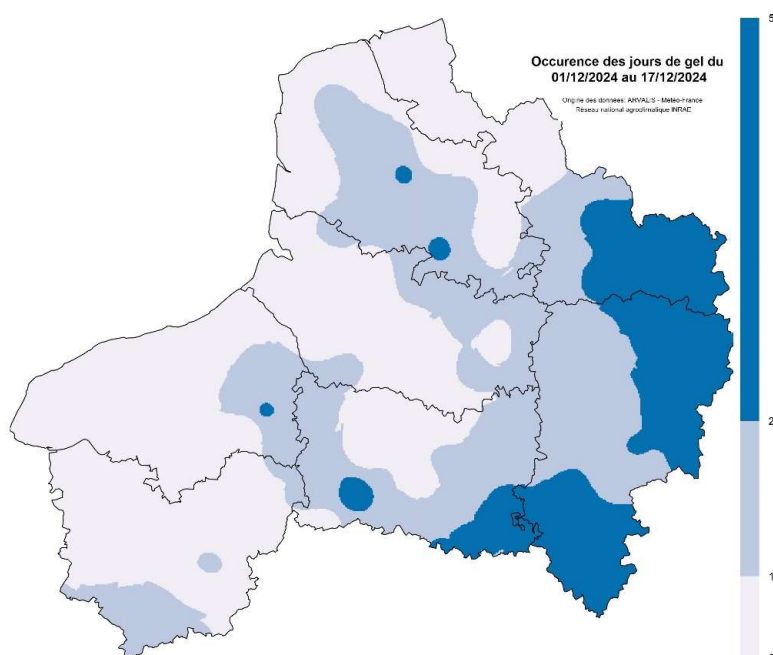 Occurence des jours de gel du
01/12/2024 au 17/12/2024
Origine des données: ARVALIS - Météo-France
Réseau national agroclimatique INRAE
5
2
1